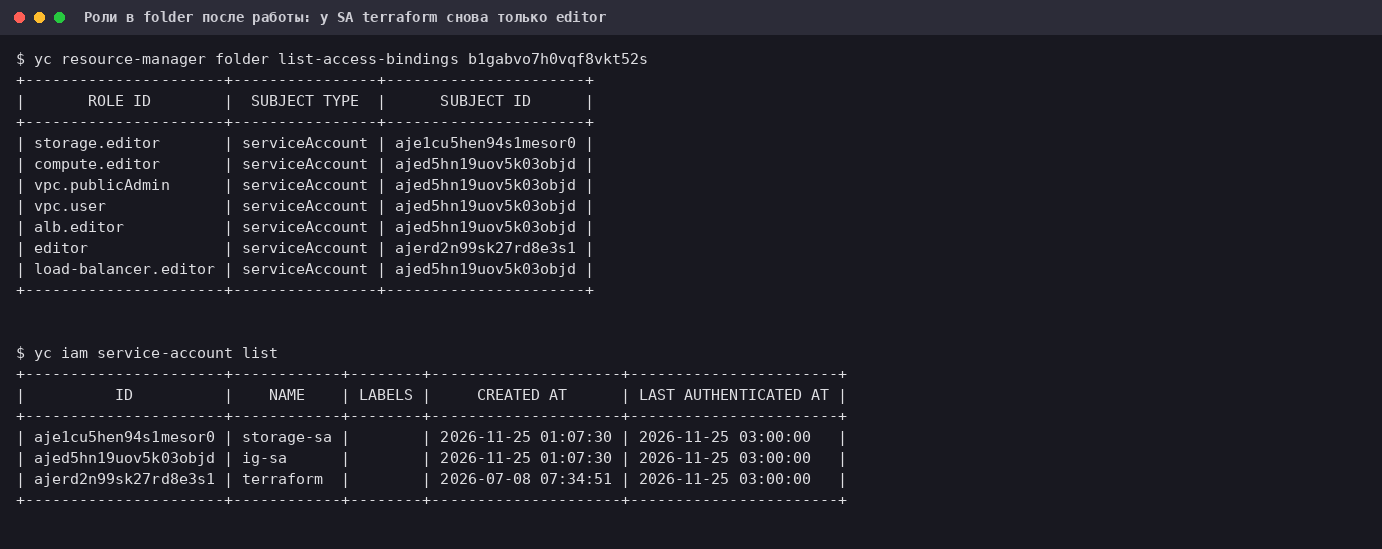 Роли в folder после работы: у SA terraform снова только editor
$ yc resource-manager folder list-access-bindings b1gabvo7h0vqf8vkt52s
+----------------------+----------------+----------------------+
|       ROLE ID        |  SUBJECT TYPE  |      SUBJECT ID      |
+----------------------+----------------+----------------------+
| storage.editor       | serviceAccount | aje1cu5hen94s1mesor0 |
| compute.editor       | serviceAccount | ajed5hn19uov5k03objd |
| vpc.publicAdmin      | serviceAccount | ajed5hn19uov5k03objd |
| vpc.user             | serviceAccount | ajed5hn19uov5k03objd |
| alb.editor           | serviceAccount | ajed5hn19uov5k03objd |
| editor               | serviceAccount | ajerd2n99sk27rd8e3s1 |
| load-balancer.editor | serviceAccount | ajed5hn19uov5k03objd |
+----------------------+----------------+----------------------+
$ yc iam service-account list
+----------------------+------------+--------+---------------------+-----------------------+
|          ID          |    NAME    | LABELS |     CREATED AT      | LAST AUTHENTICATED AT |
+----------------------+------------+--------+---------------------+-----------------------+
| aje1cu5hen94s1mesor0 | storage-sa |        | 2026-11-25 01:07:30 | 2026-11-25 03:00:00   |
| ajed5hn19uov5k03objd | ig-sa      |        | 2026-11-25 01:07:30 | 2026-11-25 03:00:00   |
| ajerd2n99sk27rd8e3s1 | terraform  |        | 2026-07-08 07:34:51 | 2026-11-25 03:00:00   |
+----------------------+------------+--------+---------------------+-----------------------+